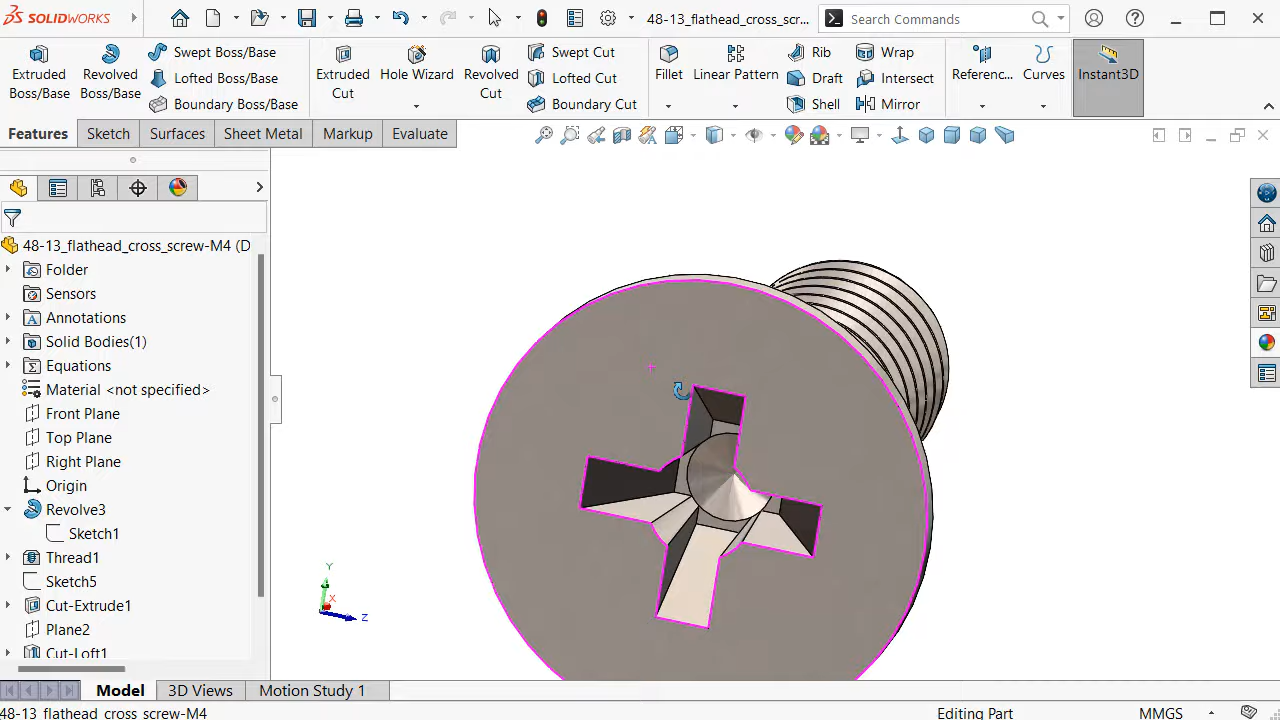 SOLIDWORKS
48-13_flathead_cross_scr...
Search Commands
Extruded Boss/Base
Revolved Boss/Base
Swept Boss/Base
Lofted Boss/Base
Boundary Boss/Base
Extruded Cut
Hole Wizard
Revolved Cut
Swept Cut
Lofted Cut
Boundary Cut
Fillet
Linear Pattern
Rib
Draft
Shell
Wrap
Intersect
Mirror
Referenc...
Curves
Instant3D
Features
Sketch
Surfaces
Sheet Metal
Markup
Evaluate
48-13_flathead_cross_screw-M4 (D
Folder
Sensors
Annotations
Solid Bodies(1)
Equations
Material <not specified>
Front Plane
Top Plane
Right Plane
Origin
Revolve3
Sketch1
Thread1
Sketch5
Cut-Extrude1
Plane2
Cut-Loft1
Y
X
Z
Model
3D Views
Motion Study 1
48-13_flathead_cross_screw-M4
Editing Part
MMGS